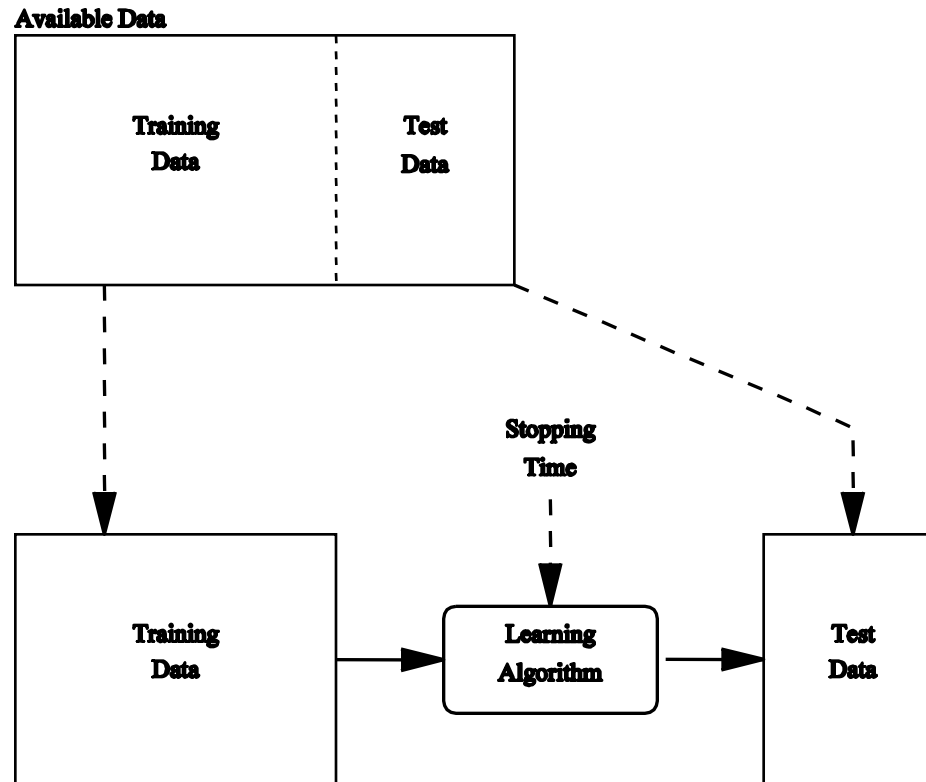 Available Data
Training
Data
Test
Data
Stopping
Time
Training
Data
Learning
Algorithm
Test
Data